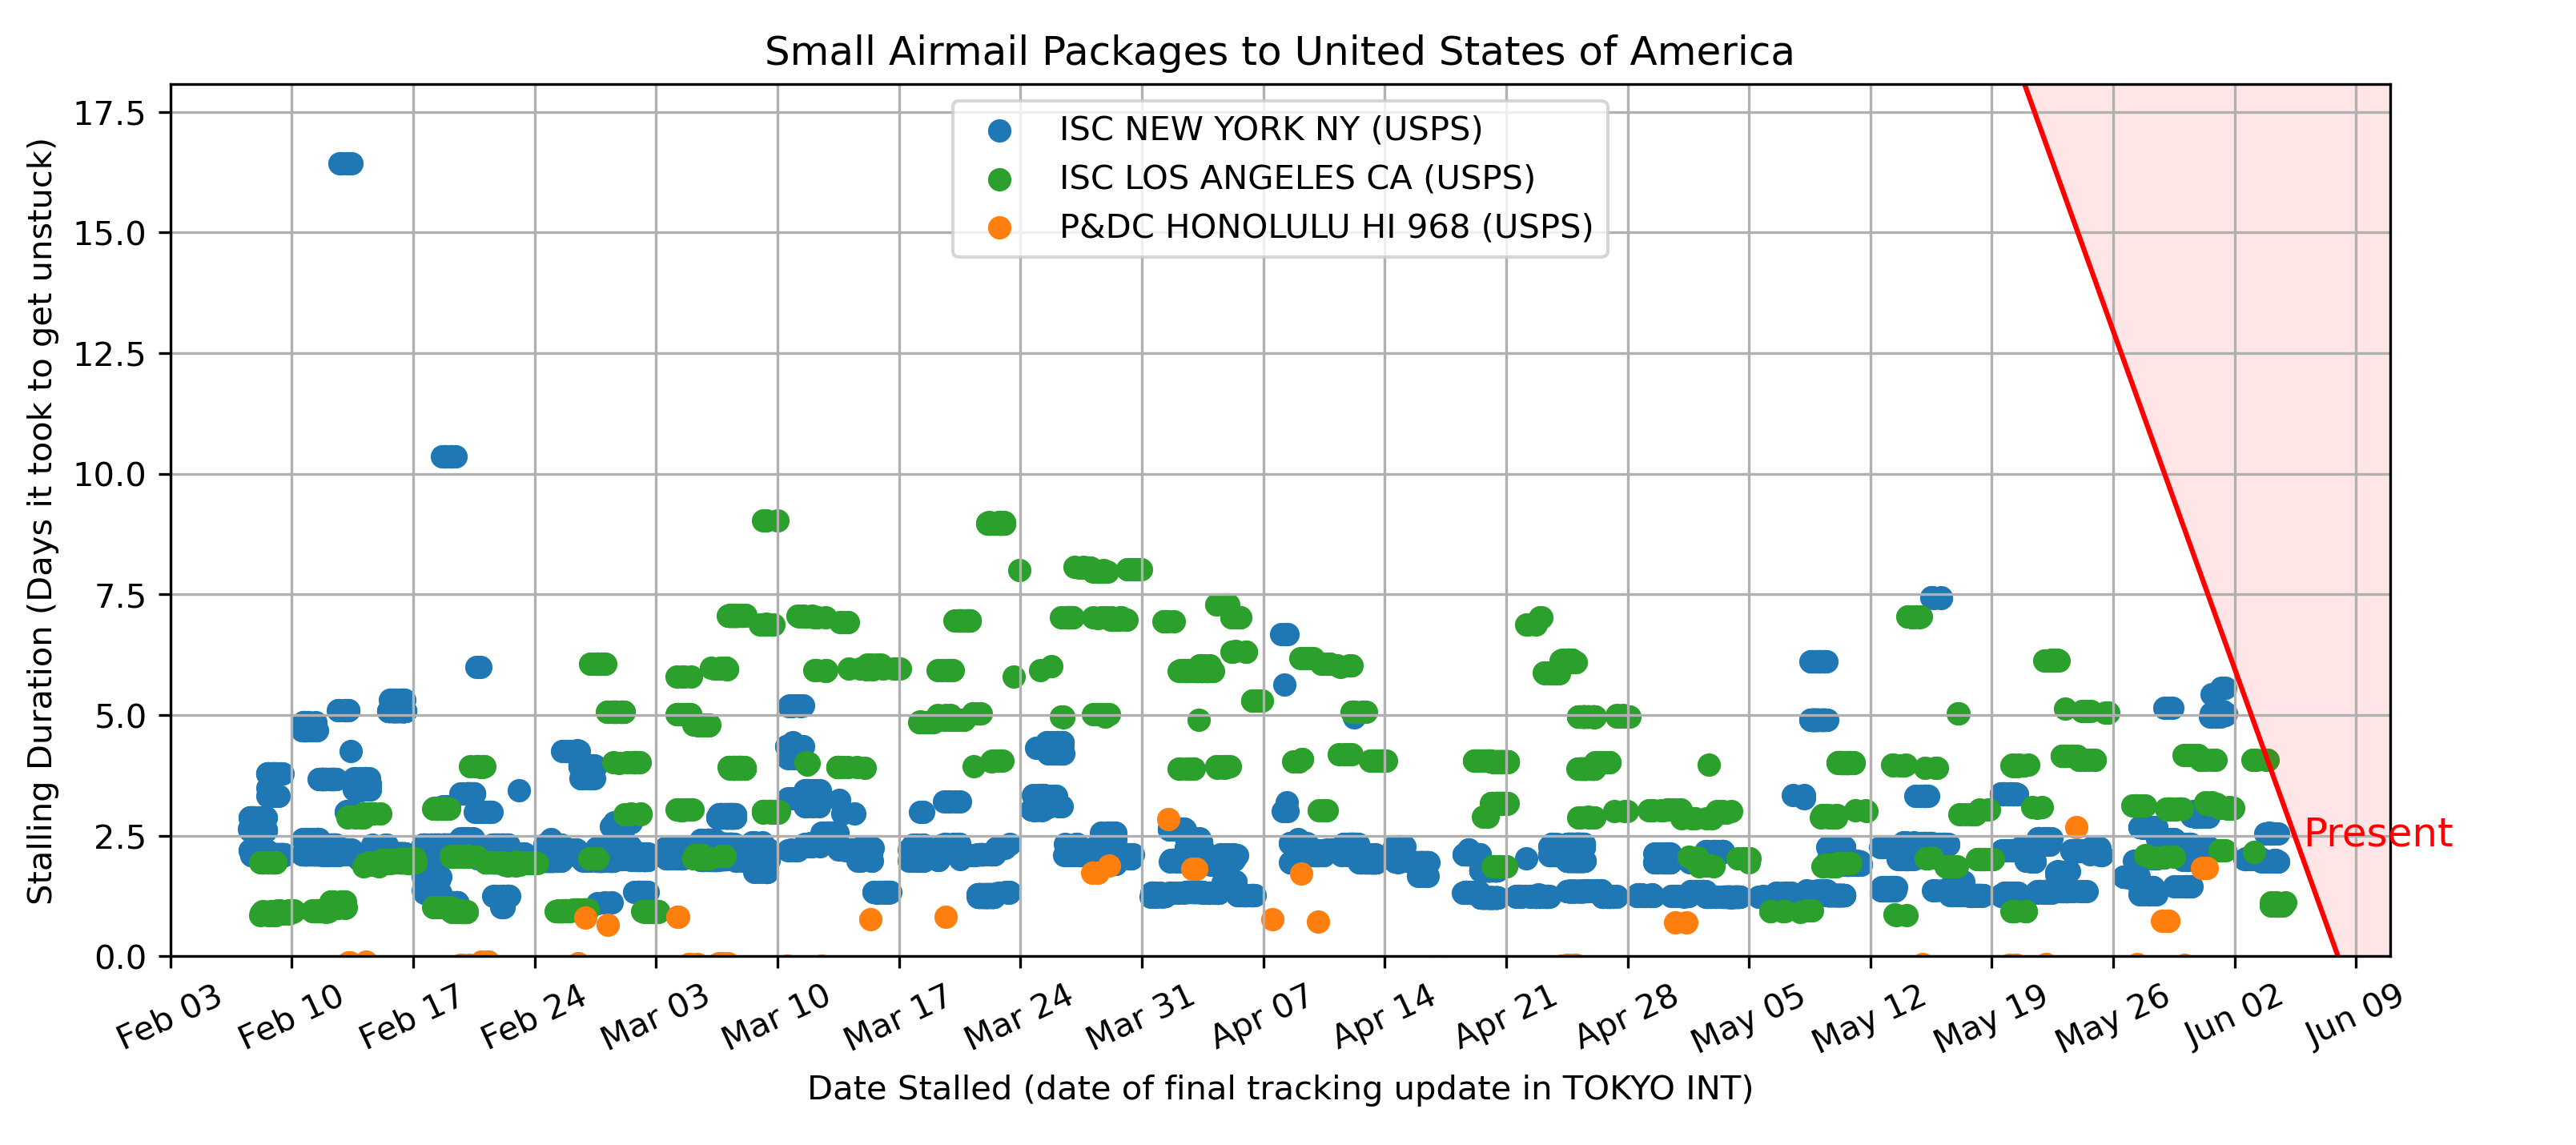 Small Airmail Packages to United States of America
Stalling Duration (Days it took to get unstuck)
17.5
15.0
12.5
10.0
7.5
5.0
2.5
0.0
ISC NEW YORK NY (USPS)
ISC LOS ANGELES CA (USPS)
P&DC HONOLULU HI 968 (USPS)
Present
Feb 03
Feb 10
Feb 17
Feb 24
Mar 03
Mar 10
Mar 17
Mar 24
Mar 31
Apr 07
Apr 14
Apr 21
Apr 28
May 05
May 12
May 19
May 26
Jun 02
Jun 09
Date Stalled (date of final tracking update in TOKYO INT)